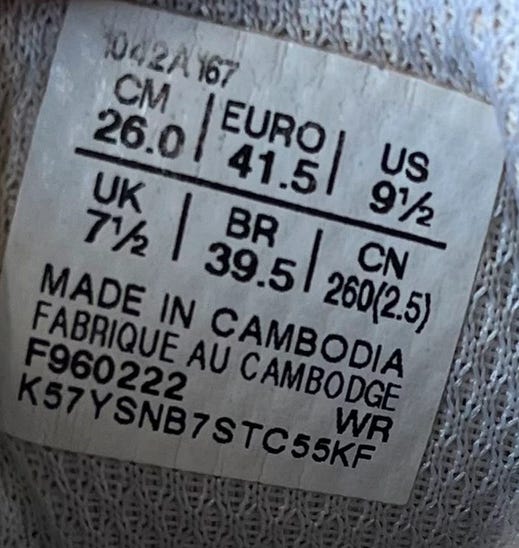 1042A167
CM | EURO | US
26.0 | 41.5 | 9½
UK | BR | CN
7½ | 39.5 | 260(2.5)
MADE IN CAMBODIA
FABRIQUE AU CAMBODGE
F960222 WR
K57YSNB7STC55KF